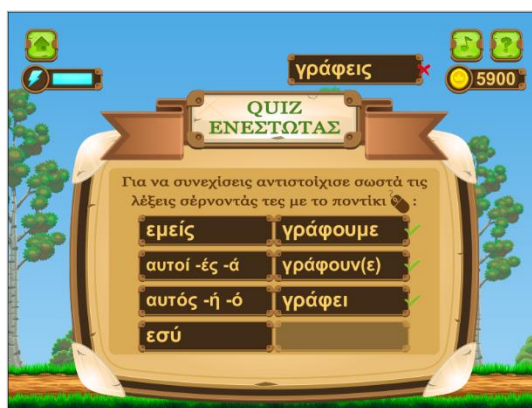 γράφεις
5900
QUIZ
ΕΝΕΣΤΩΤΑΣ
Για να συνεχίσεις αντιστοίχισε σωστά τις
λέξεις σέρνοντάς τες με το ποντίκι :
εμείς γράφουμε
αυτοί -ές -ά γράφουν(ε)
αυτός -ή -ό γράφει
εσύ